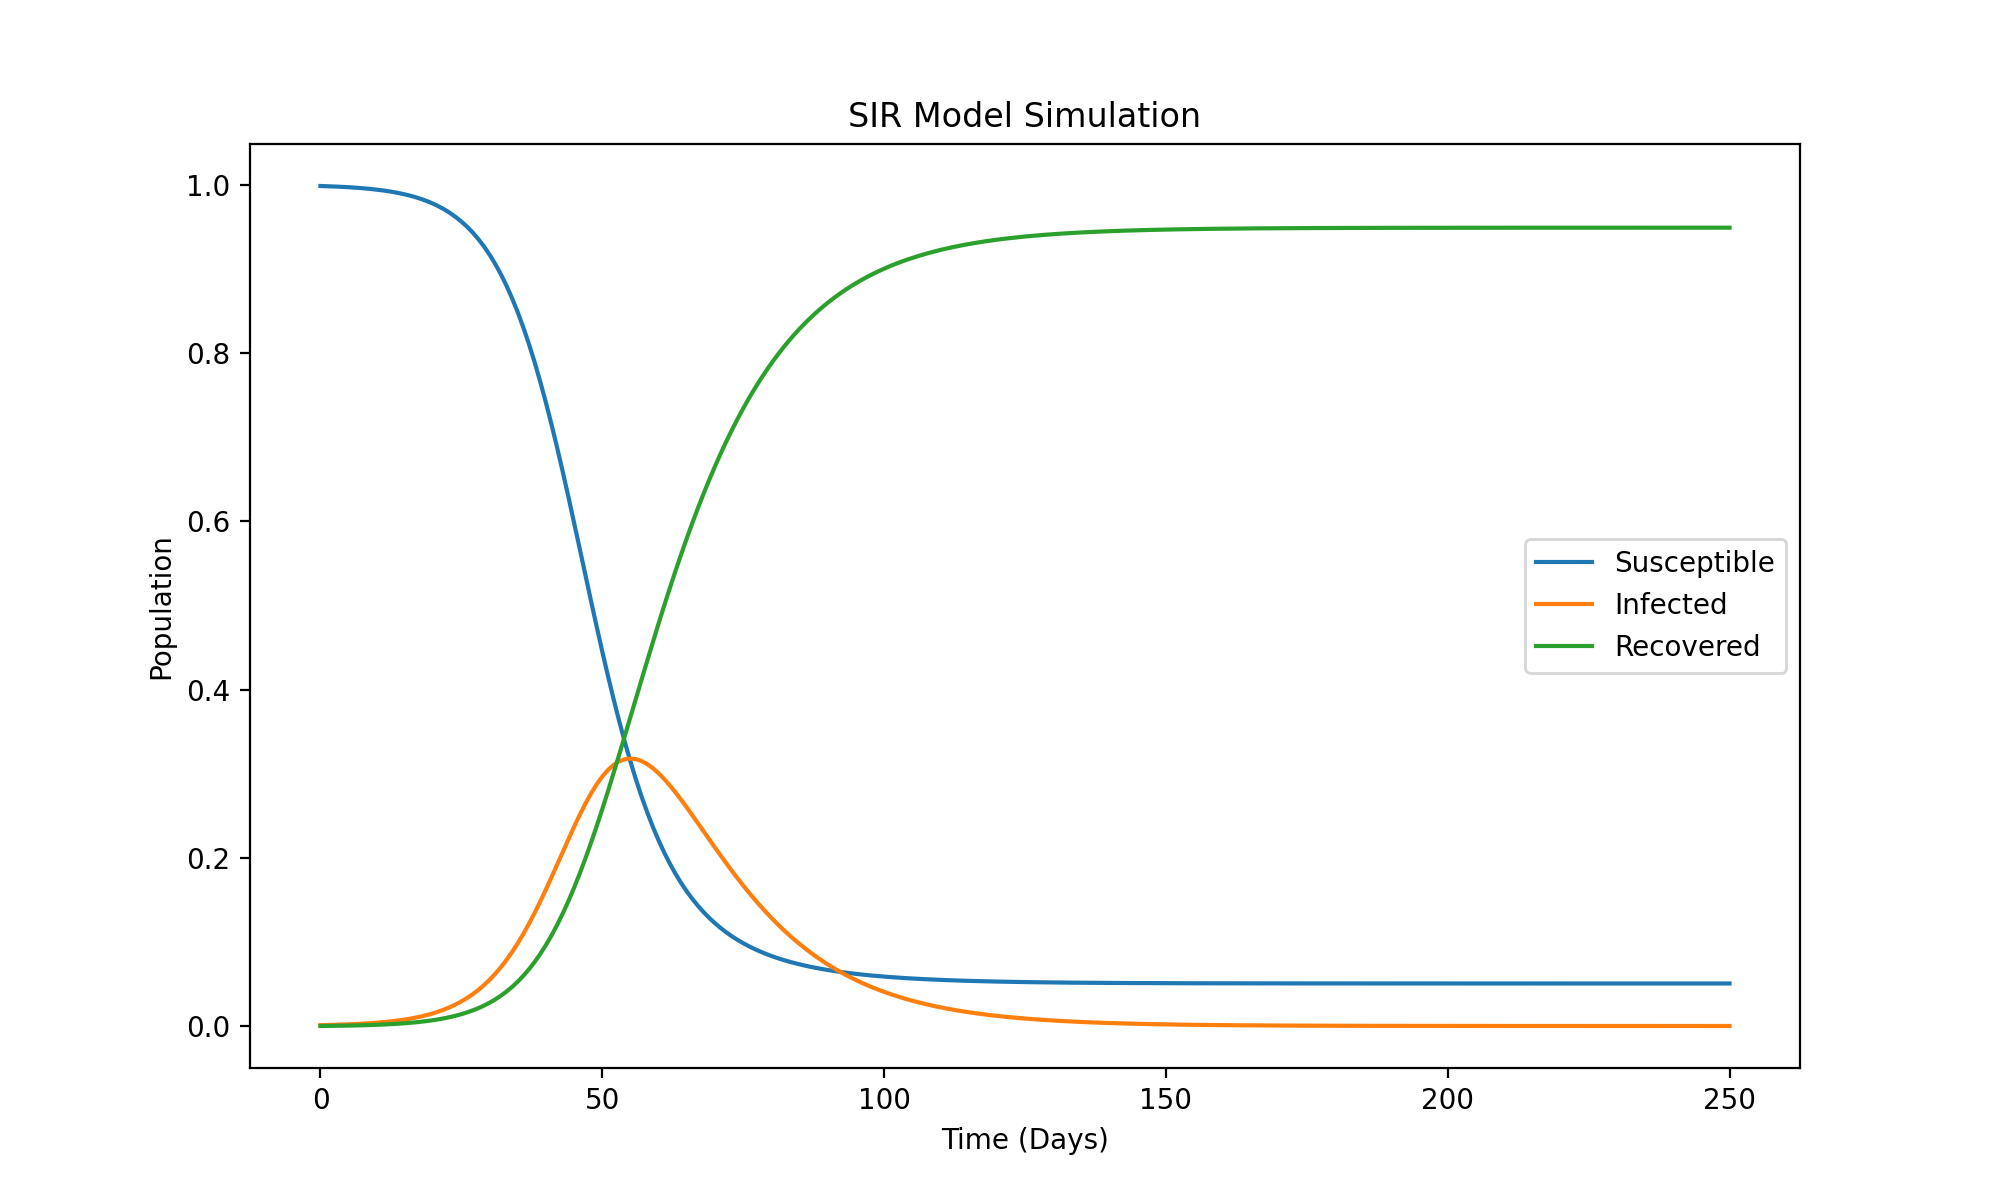 SIR Model Simulation
1.0
0.8
0.6
0.4
0.2
0.0
Population
Susceptible
Infected
Recovered
0 50 100 150 200 250
Time (Days)